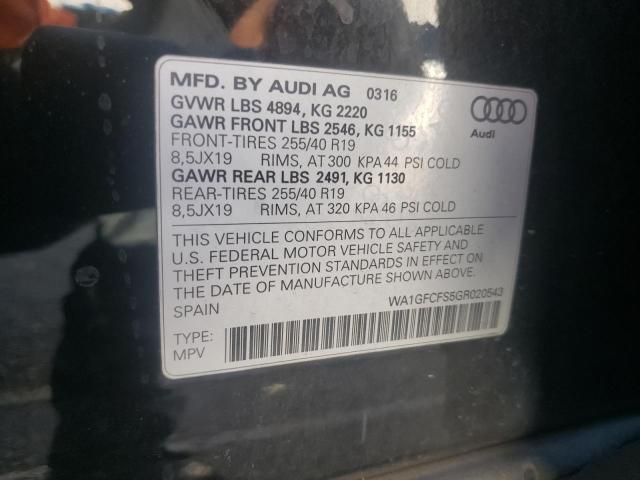 MFD. BY AUDI AG 0316
GVWR LBS 4894, KG 2220
GAWR FRONT LBS 2546, KG 1155
FRONT-TIRES 255/40 R19
8,5JX19 RIMS, AT 300 KPA 44 PSI COLD
GAWR REAR LBS 2491, KG 1130
REAR-TIRES 255/40 R19
8,5JX19 RIMS, AT 320 KPA 46 PSI COLD
Audi
THIS VEHICLE CONFORMS TO ALL APPLICABLE
U.S. FEDERAL MOTOR VEHICLE SAFETY AND
THEFT PREVENTION STANDARDS IN EFFECT ON
THE DATE OF MANUFACTURE SHOWN ABOVE.
SPAIN
WA1GFCFS5GR020543
TYPE:
MPV